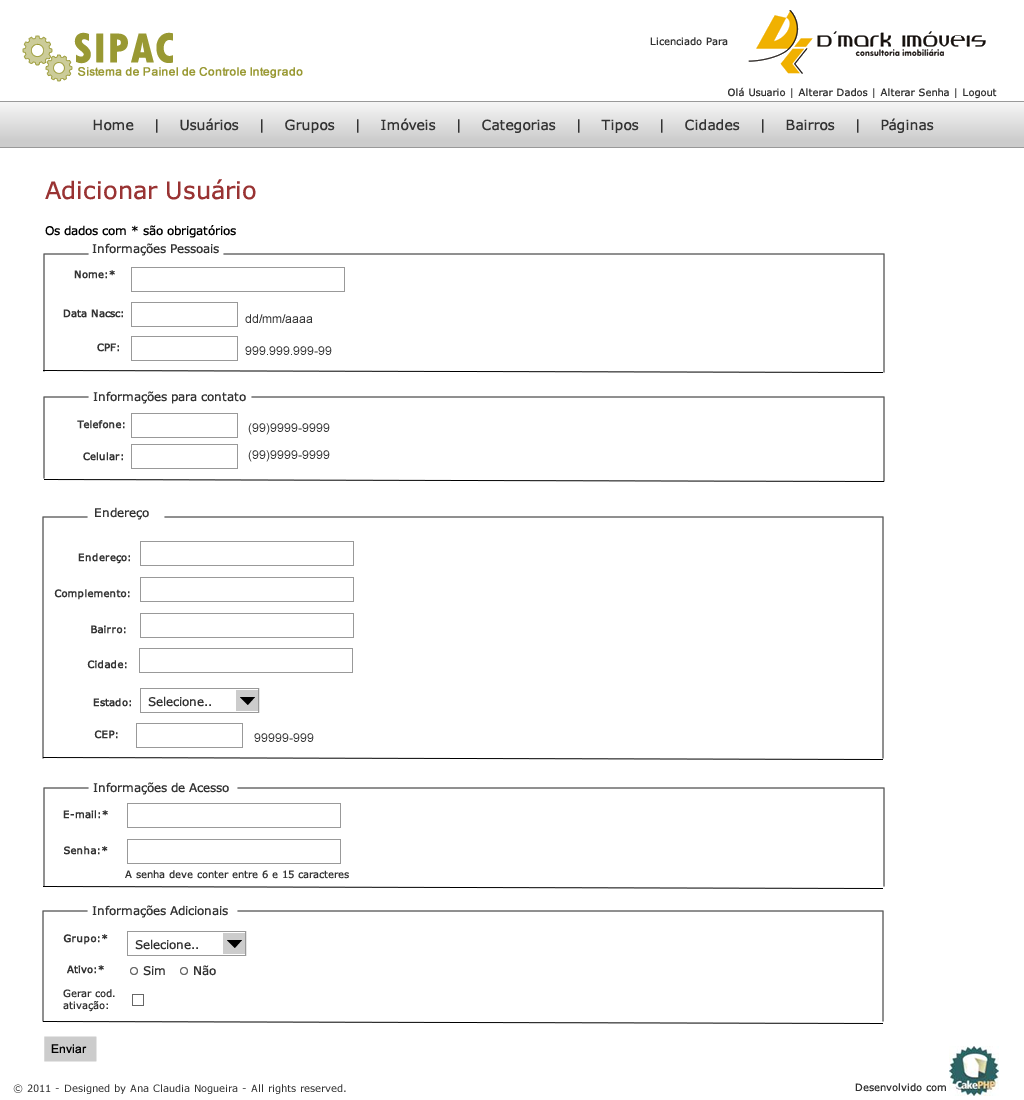 SIPAC
Sistema de Painel de Controle Integrado
Licenciado Para
D'mark imóveis
consultoria imobiliária
Olá Usuario | Alterar Dados | Alterar Senha | Logout
Home | Usuários | Grupos | Imóveis | Categorias | Tipos | Cidades | Bairros | Páginas
Adicionar Usuário
Os dados com * são obrigatórios
Informações Pessoais
Nome:*
Data Nacsc: dd/mm/aaaa
CPF: 999.999.999-99
Informações para contato
Telefone: (99)9999-9999
Celular: (99)9999-9999
Endereço
Endereço:
Complemento:
Bairro:
Cidade:
Estado: Selecione..
CEP: 99999-999
Informações de Acesso
E-mail:*
Senha:*
A senha deve conter entre 6 e 15 caracteres
Informações Adicionais
Grupo:* Selecione..
Ativo:* Sim Não
Gerar cod.
ativação:
Enviar
© 2011 - Designed by Ana Claudia Nogueira - All rights reserved.
Desenvolvido com CakePHP